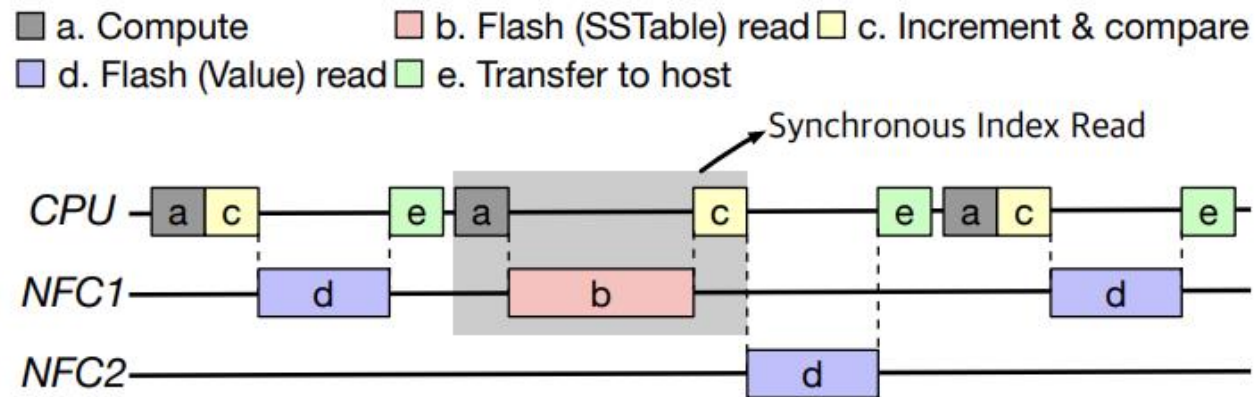 a. Compute b. Flash (SSTable) read c. Increment & compare
d. Flash (Value) read e. Transfer to host
Synchronous Index Read
CPU a c e a c e a c e
NFC1 d b d
NFC2 d